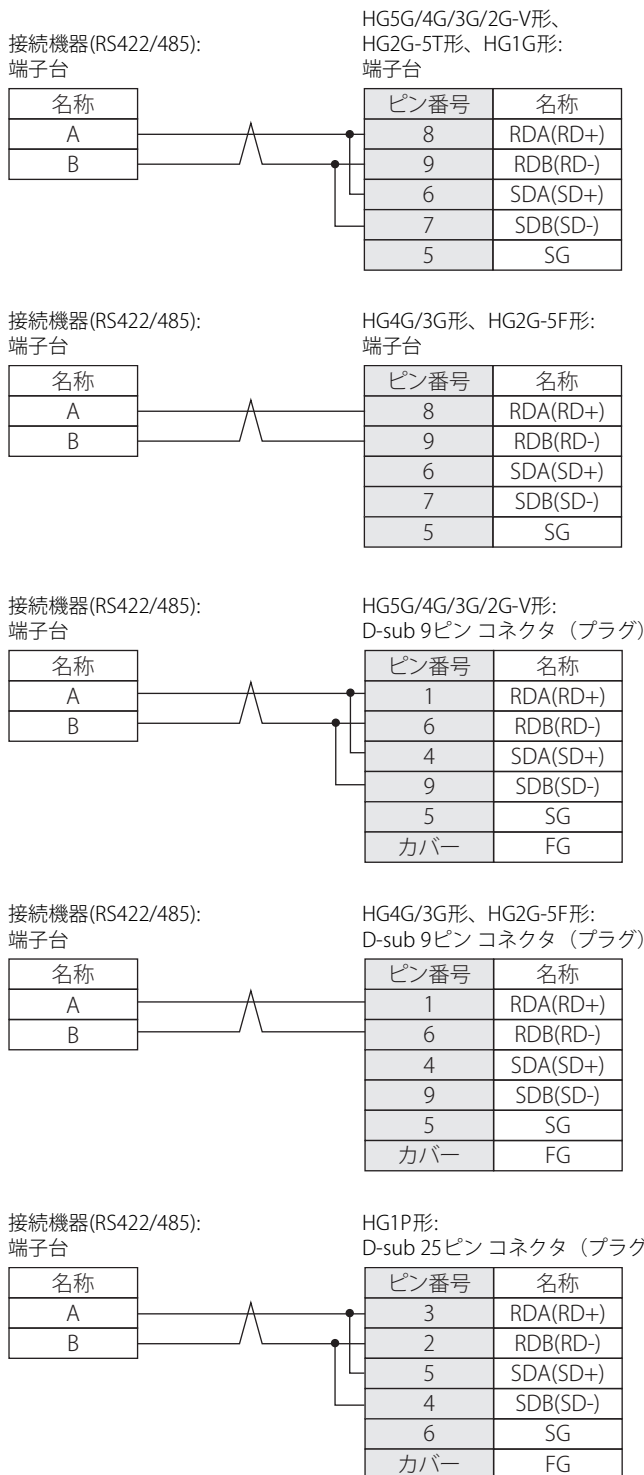 接続機器(RS422/485):
端子台
HG5G/4G/3G/2G-V形、
HG2G-5T形、HG1G形:
端子台
名称
A
B
ピン番号 名称
8 RDA(RD+)
9 RDB(RD-)
6 SDA(SD+)
7 SDB(SD-)
5 SG
接続機器(RS422/485):
端子台
HG4G/3G形、HG2G-5F形:
端子台
名称
A
B
ピン番号 名称
8 RDA(RD+)
9 RDB(RD-)
6 SDA(SD+)
7 SDB(SD-)
5 SG
接続機器(RS422/485):
端子台
HG5G/4G/3G/2G-V形:
D-sub 9ピン コネクタ（プラグ）
名称
A
B
ピン番号 名称
1 RDA(RD+)
6 RDB(RD-)
4 SDA(SD+)
9 SDB(SD-)
5 SG
カバー FG
接続機器(RS422/485):
端子台
HG4G/3G形、HG2G-5F形:
D-sub 9ピン コネクタ（プラグ）
名称
A
B
ピン番号 名称
1 RDA(RD+)
6 RDB(RD-)
4 SDA(SD+)
9 SDB(SD-)
5 SG
カバー FG
接続機器(RS422/485):
端子台
HG1P形:
D-sub 25ピン コネクタ（プラグ
名称
A
B
ピン番号 名称
3 RDA(RD+)
2 RDB(RD-)
5 SDA(SD+)
4 SDB(SD-)
6 SG
カバー FG